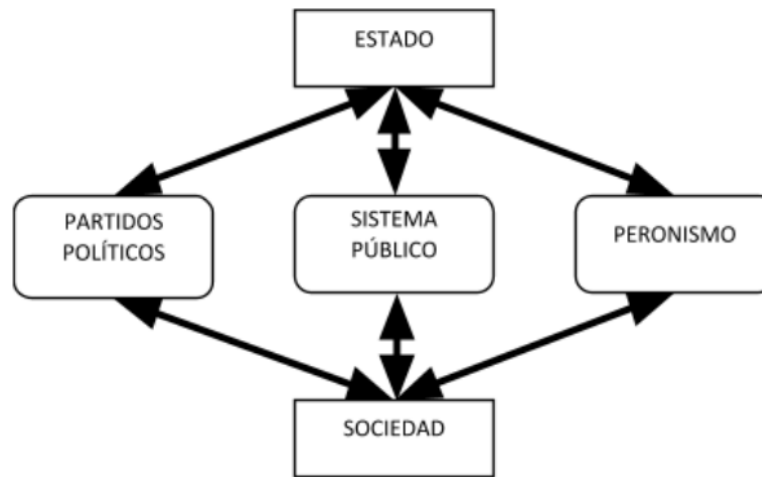 ESTADO
PARTIDOS
POLÍTICOS
SISTEMA
PÚBLICO
PERONISMO
SOCIEDAD